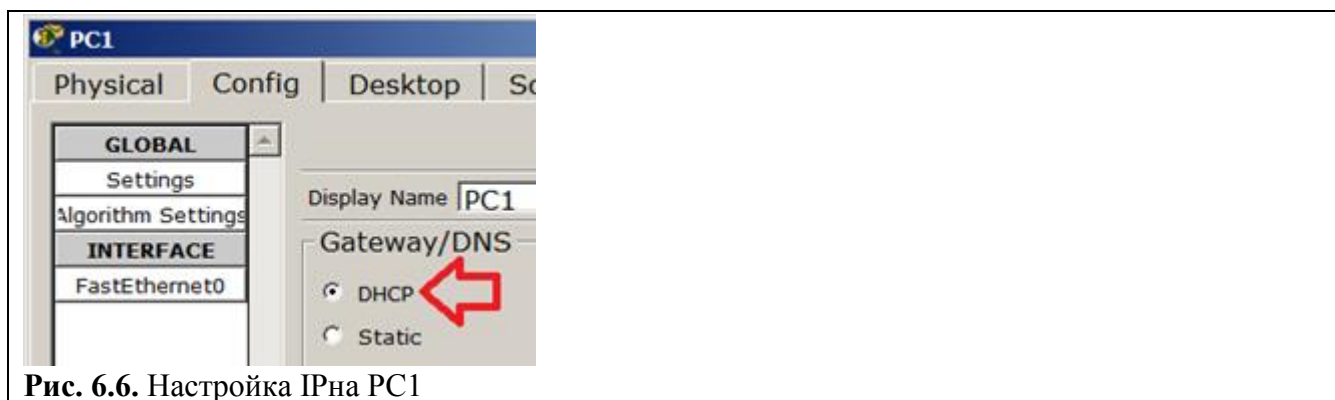 PC1
Physical Config Desktop
GLOBAL
Settings
Algorithm Settings
INTERFACE
FastEthernet0
Display Name PC1
Gateway/DNS
DHCP
Static
Рис. 6.6. Настройка IPна PC1